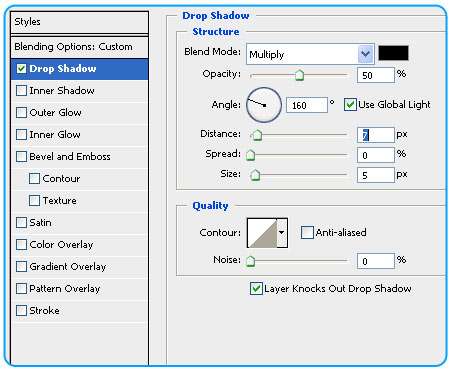 Styles
Blending Options: Custom
Drop Shadow
Inner Shadow
Outer Glow
Inner Glow
Bevel and Emboss
Contour
Texture
Satin
Color Overlay
Gradient Overlay
Pattern Overlay
Stroke
Drop Shadow
Structure
Blend Mode: Multiply
Opacity: 50 %
Angle: 160 ° Use Global Light
Distance: 7 px
Spread: 0 %
Size: 5 px
Quality
Contour: Anti-aliased
Noise: 0 %
Layer Knocks Out Drop Shadow